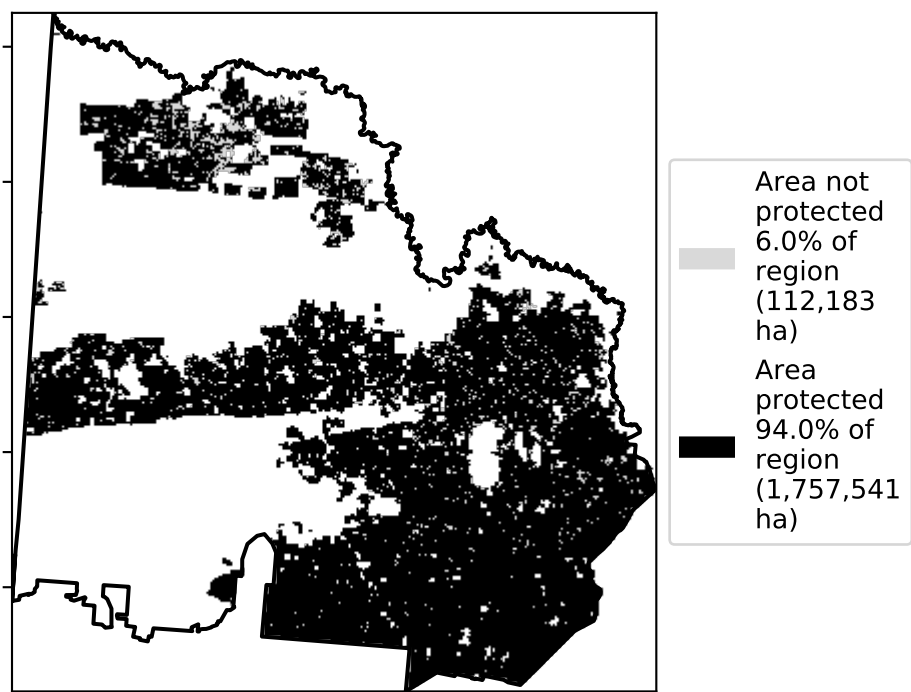 Area not
protected
6.0% of
region
(112,183
ha)
Area
protected
94.0% of
region
(1,757,541
ha)